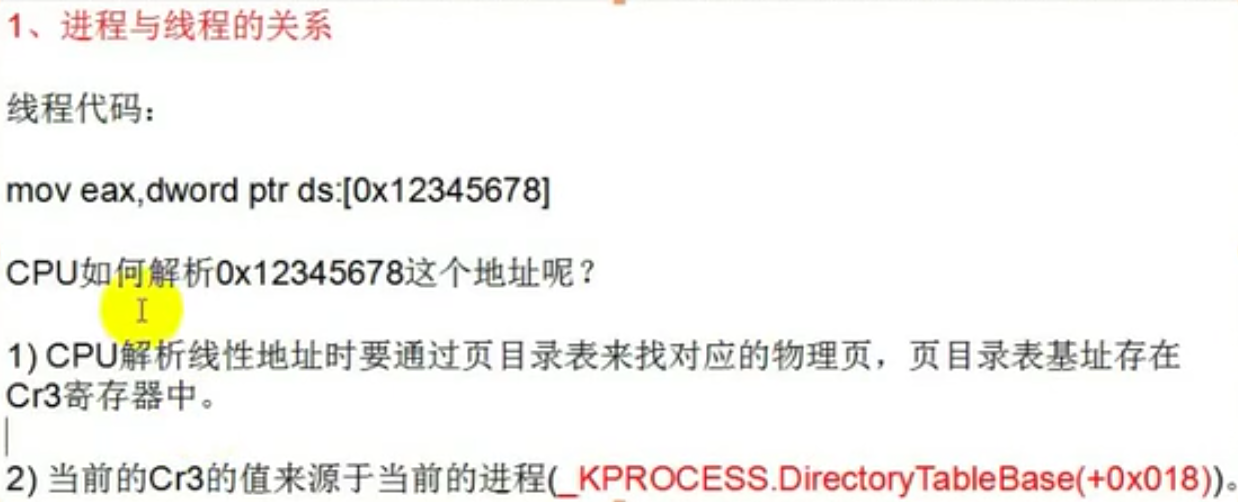 1、进程与线程的关系
线程代码：
mov eax,dword ptr ds:[0x12345678]
CPU如何解析0x12345678这个地址呢？
1) CPU解析线性地址时要通过页目录表来找对应的物理页，页目录表基址存在
Cr3寄存器中。
2) 当前的Cr3的值来源于当前的进程(_KPROCESS.DirectoryTableBase(+0x018))。